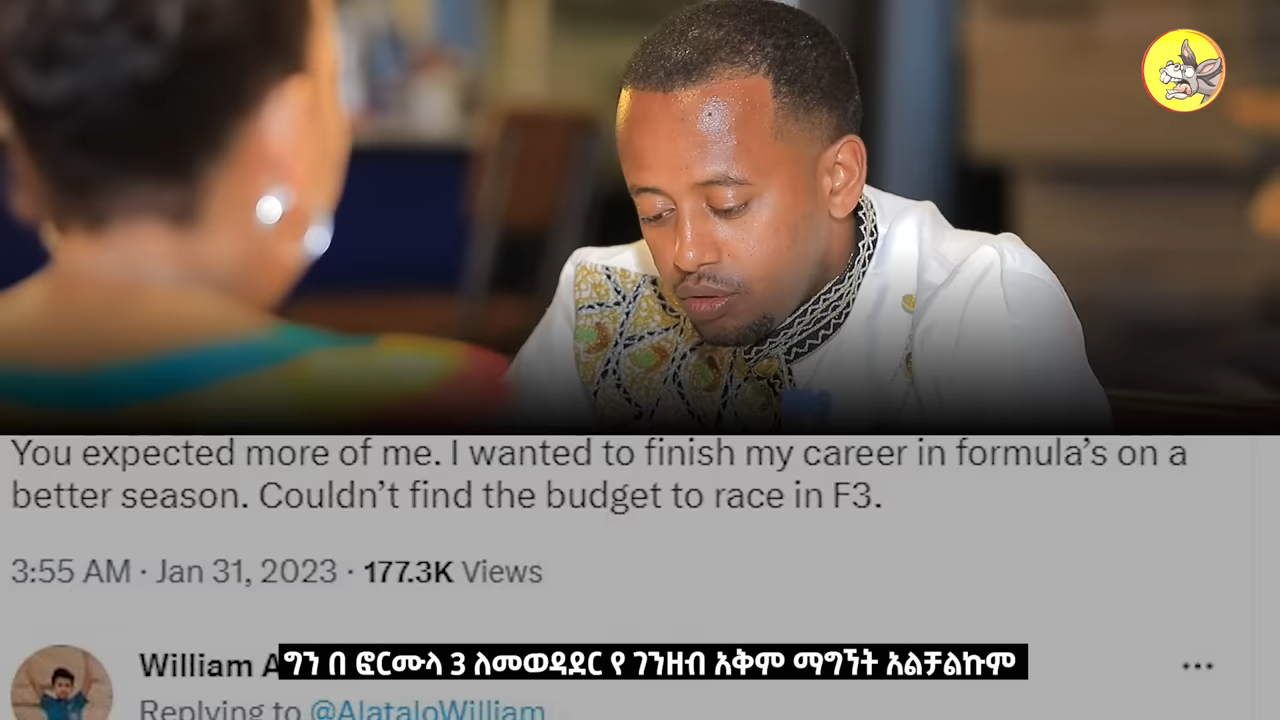 You expected more of me. I wanted to finish my career in formula’s on a
better season. Couldn’t find the budget to race in F3.
3:55 AM · Jan 31, 2023 · 177.3K Views
William A
ግን በ ፎርሙላ 3 ለመወዳደር የ ገንዘብ አቅም ማግኘት አልቻልኩም
Replying to @AlataloWilliam